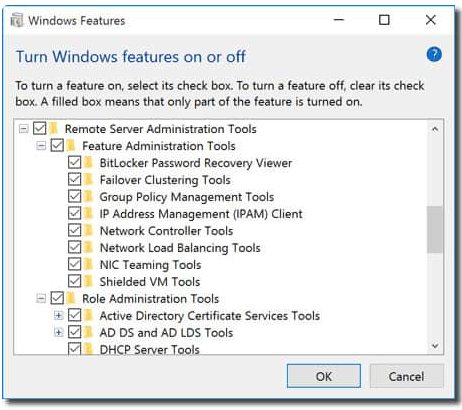 Windows Features
Turn Windows features on or off
To turn a feature on, select its check box. To turn a feature off, clear its check
box. A filled box means that only part of the feature is turned on.
Remote Server Administration Tools
Feature Administration Tools
BitLocker Password Recovery Viewer
Failover Clustering Tools
Group Policy Management Tools
IP Address Management (IPAM) Client
Network Controller Tools
Network Load Balancing Tools
NIC Teaming Tools
Shielded VM Tools
Role Administration Tools
Active Directory Certificate Services Tools
AD DS and AD LDS Tools
DHCP Server Tools
OK Cancel